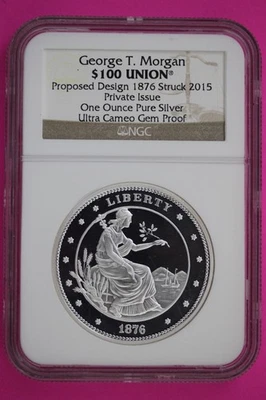 George T. Morgan
$100 UNION®
Proposed Design 1876 Struck 2015
Private Issue
One Ounce Pure Silver
Ultra Cameo Gem Proof
NGC
LIBERTY
1876